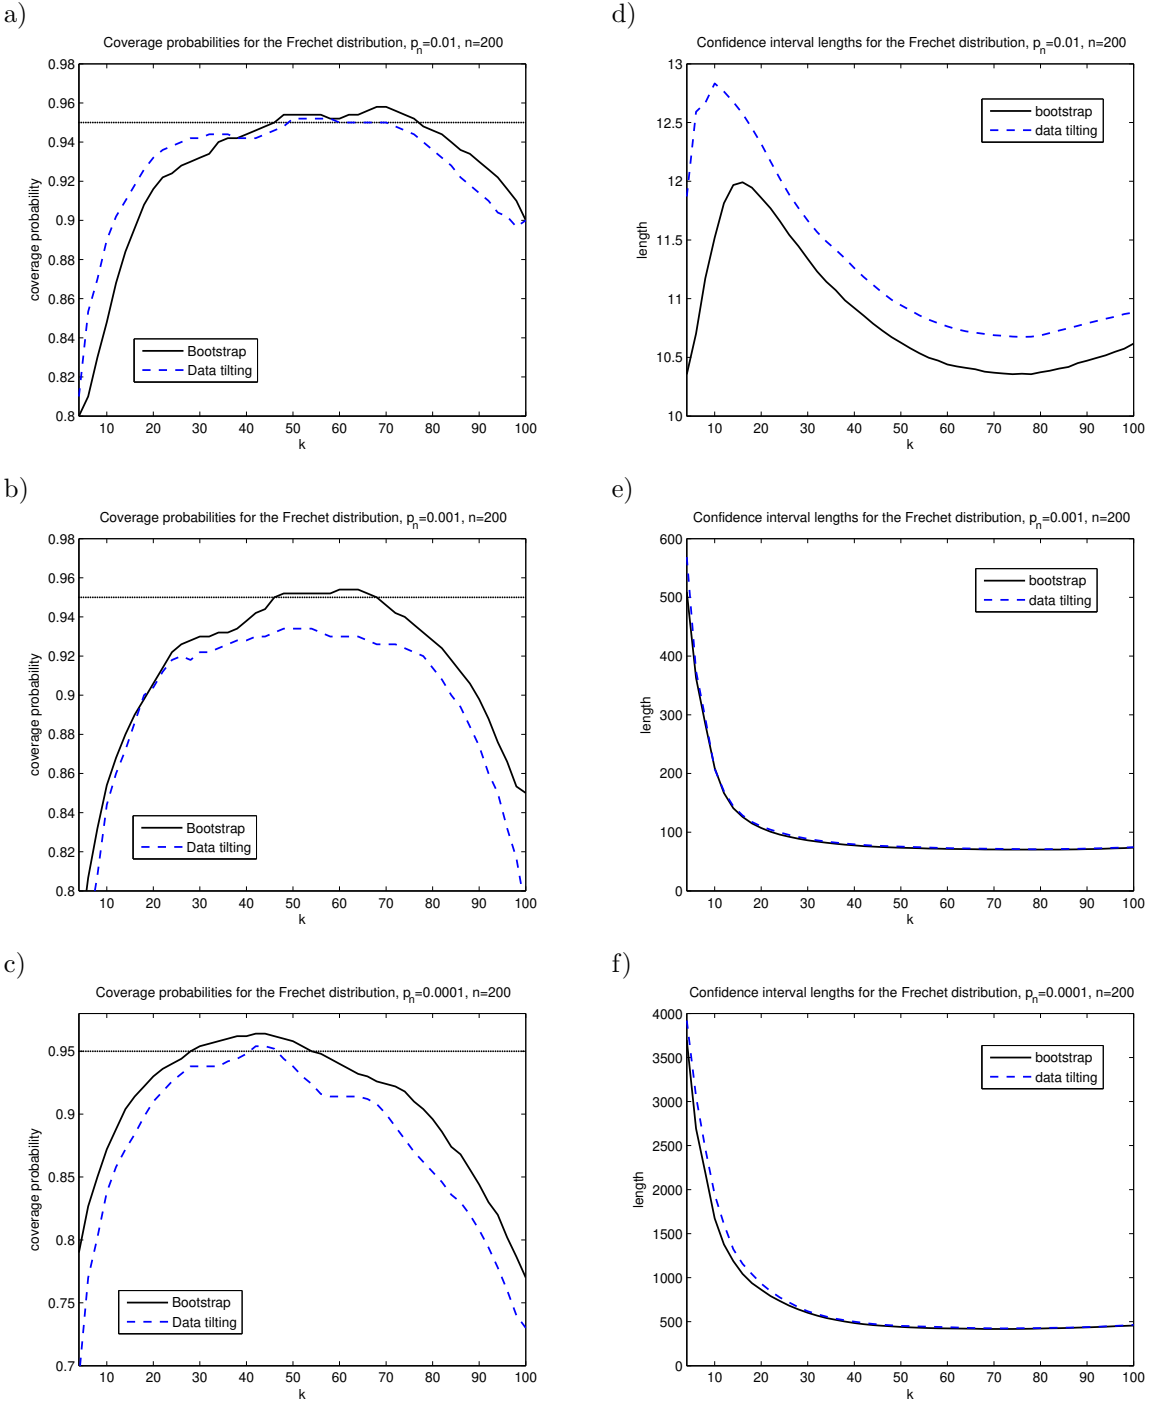 a)
Coverage probabilities for the Frechet distribution, pn=0.01, n=200
0.98
0.96
0.94
0.92
0.9
0.88
0.86
0.84
0.82
0.8
coverage probability
Bootstrap
Data tilting
10 20 30 40 50 60 70 80 90 100
k
d)
Confidence interval lengths for the Frechet distribution, pn=0.01, n=200
13
12.5
12
11.5
11
10.5
10
length
bootstrap
data tilting
10 20 30 40 50 60 70 80 90 100
k
b)
Coverage probabilities for the Frechet distribution, pn=0.001, n=200
0.98
0.96
0.94
0.92
0.9
0.88
0.86
0.84
0.82
0.8
coverage probability
Bootstrap
Data tilting
10 20 30 40 50 60 70 80 90 100
k
e)
Confidence interval lengths for the Frechet distribution, pn=0.001, n=200
600
500
400
300
200
100
0
length
bootstrap
data tilting
10 20 30 40 50 60 70 80 90 100
k
c)
Coverage probabilities for the Frechet distribution, pn=0.0001, n=200
0.95
0.9
0.85
0.8
0.75
0.7
coverage probability
Bootstrap
Data tilting
10 20 30 40 50 60 70 80 90 100
k
f)
Confidence interval lengths for the Frechet distribution, pn=0.0001, n=200
4000
3500
3000
2500
2000
1500
1000
500
0
length
bootstrap
data tilting
10 20 30 40 50 60 70 80 90 100
k